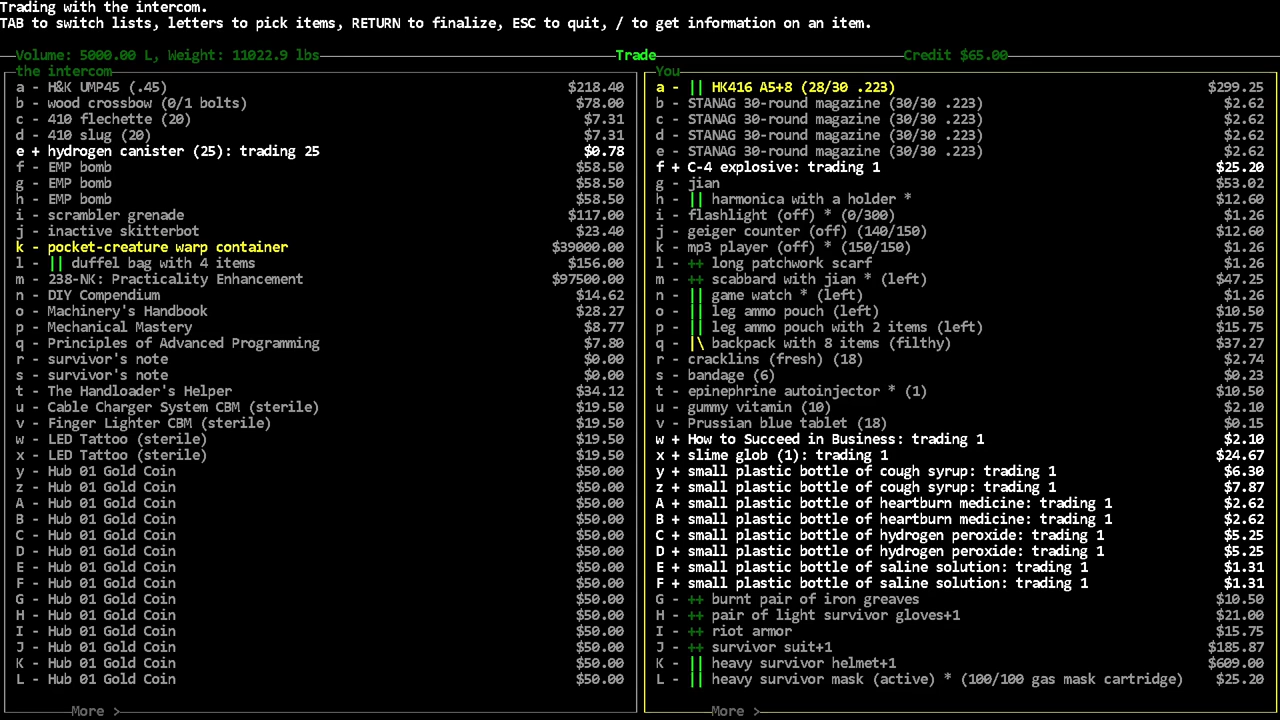 Trading with the intercom.
TAB to switch lists, letters to pick items, RETURN to finalize, ESC to quit, / to get information on an item.
Volume: 5000.00 L, Weight: 11022.9 lbs Trade Credit $65.00
the intercom
a - H&K UMP45 (.45) $218.40
b - wood crossbow (0/1 bolts) $78.00
c - 410 flechette (20) $7.31
d - 410 slug (20) $7.31
e + hydrogen canister (25): trading 25 $0.78
f - EMP bomb $58.50
g - EMP bomb $58.50
h - EMP bomb $58.50
i - scrambler grenade $117.00
j - inactive skitterbot $23.40
k - pocket-creature warp container $39000.00
l - || duffel bag with 4 items $156.00
m - 238-NK: Practicality Enhancement $97500.00
n - DIY Compendium $14.62
o - Machinery's Handbook $28.27
p - Mechanical Mastery $8.77
q - Principles of Advanced Programming $7.80
r - survivor's note $0.00
s - survivor's note $0.00
t - The Handloader's Helper $34.12
u - Cable Charger System CBM (sterile) $19.50
v - Finger Lighter CBM (sterile) $19.50
w - LED Tattoo (sterile) $19.50
x - LED Tattoo (sterile) $19.50
y - Hub 01 Gold Coin $50.00
z - Hub 01 Gold Coin $50.00
A - Hub 01 Gold Coin $50.00
B - Hub 01 Gold Coin $50.00
C - Hub 01 Gold Coin $50.00
D - Hub 01 Gold Coin $50.00
E - Hub 01 Gold Coin $50.00
F - Hub 01 Gold Coin $50.00
G - Hub 01 Gold Coin $50.00
H - Hub 01 Gold Coin $50.00
I - Hub 01 Gold Coin $50.00
J - Hub 01 Gold Coin $50.00
K - Hub 01 Gold Coin $50.00
L - Hub 01 Gold Coin $50.00
More >
You
a - || HK416 A5+8 (28/30 .223) $299.25
b - STANAG 30-round magazine (30/30 .223) $2.62
c - STANAG 30-round magazine (30/30 .223) $2.62
d - STANAG 30-round magazine (30/30 .223) $2.62
e - STANAG 30-round magazine (30/30 .223) $2.62
f + C-4 explosive: trading 1 $25.20
g - jian $53.02
h - || harmonica with a holder * $12.60
i - flashlight (off) * (0/300) $1.26
j - geiger counter (off) (140/150) $12.60
k - mp3 player (off) * (150/150) $1.26
l - ++ long patchwork scarf $1.26
m - ++ scabbard with jian * (left) $47.25
n - || game watch * (left) $1.26
o - || leg ammo pouch (left) $10.50
p - || leg ammo pouch with 2 items (left) $15.75
q - |\ backpack with 8 items (filthy) $37.27
r - cracklins (fresh) (18) $2.74
s - bandage (6) $0.23
t - epinephrine autoinjector * (1) $10.50
u - gummy vitamin (10) $2.10
v - Prussian blue tablet (18) $0.15
w + How to Succeed in Business: trading 1 $2.10
x + slime glob (1): trading 1 $24.67
y + small plastic bottle of cough syrup: trading 1 $6.30
z + small plastic bottle of cough syrup: trading 1 $7.87
A + small plastic bottle of heartburn medicine: trading 1 $2.62
B + small plastic bottle of heartburn medicine: trading 1 $2.62
C + small plastic bottle of hydrogen peroxide: trading 1 $5.25
D + small plastic bottle of hydrogen peroxide: trading 1 $5.25
E + small plastic bottle of saline solution: trading 1 $1.31
F + small plastic bottle of saline solution: trading 1 $1.31
G - ++ burnt pair of iron greaves $10.50
H - ++ pair of light survivor gloves+1 $21.00
I - ++ riot armor $15.75
J - ++ survivor suit+1 $185.87
K - || heavy survivor helmet+1 $609.00
L - || heavy survivor mask (active) * (100/100 gas mask cartridge) $25.20
More >